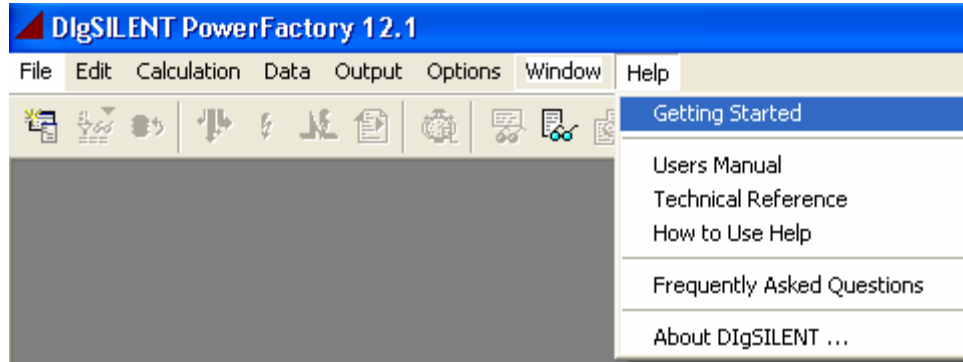 DIgSILENT PowerFactory 12.1
File Edit Calculation Data Output Options Window Help
Getting Started
Users Manual
Technical Reference
How to Use Help
Frequently Asked Questions
About DIgSILENT ...